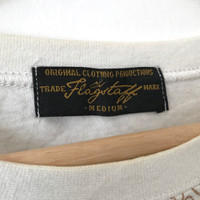 ORIGINAL CLOTHING PRODUCTIONS
TRADE Flagstaff MARK
- MEDIUM -